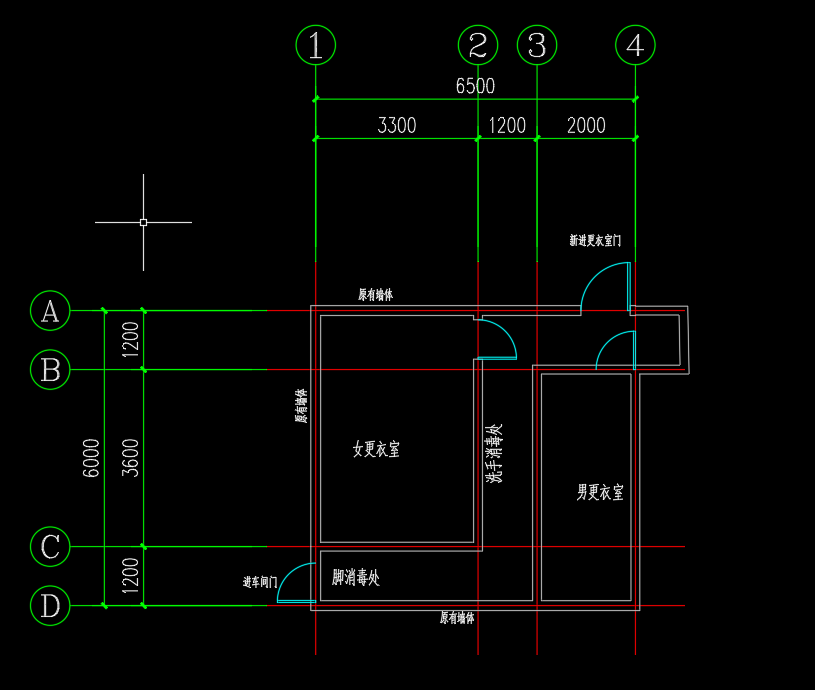 1 2 3 4
6500
3300 1200 2000
新进更衣室门
原有墙体
A
1200
B
原有墙体
女更衣室
洗手消毒处
6000
3600
男更衣室
C
进车间门
脚消毒处
1200
D
原有墙体